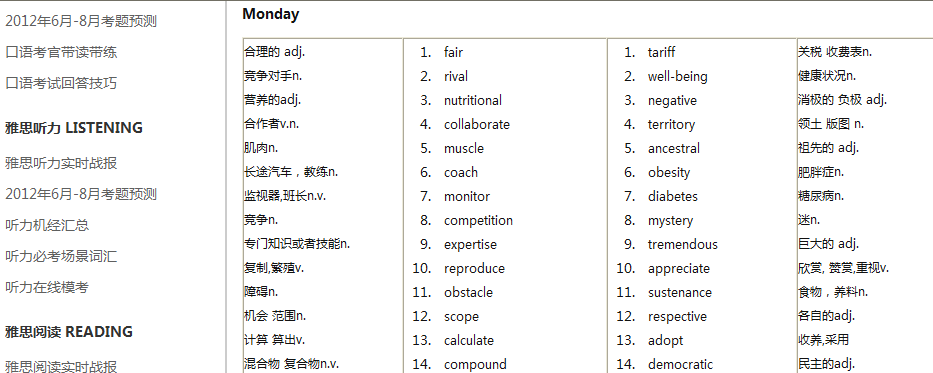 2012年6月-8月考题预测
口语考官带读带练
口语考试回答技巧
雅思听力 LISTENING
雅思听力实时战报
2012年6月-8月考题预测
听力机经汇总
听力必考场景词汇
听力在线模考
雅思阅读 READING
雅思阅读实时战报
Monday
合理的 adj. 1. fair 1. tariff 关税 收费表n.
竞争对手n. 2. rival 2. well-being 健康状况n.
营养的adj. 3. nutritional 3. negative 消极的 负极 adj.
合作者v.n. 4. collaborate 4. territory 领土 版图 n.
肌肉n. 5. muscle 5. ancestral 祖先的 adj.
长途汽车，教练n. 6. coach 6. obesity 肥胖症n.
监视器,班长n.v. 7. monitor 7. diabetes 糖尿病n.
竞争n. 8. competition 8. mystery 迷n.
专门知识或者技能n. 9. expertise 9. tremendous 巨大的 adj.
复制,繁殖v. 10. reproduce 10. appreciate 欣赏, 赞赏,重视v.
障碍n. 11. obstacle 11. sustenance 食物，养料n.
机会 范围n. 12. scope 12. respective 各自的adj.
计算 算出v. 13. calculate 13. adopt 收养,采用
混合物 复合物n.v. 14. compound 14. democratic 民主的adj.